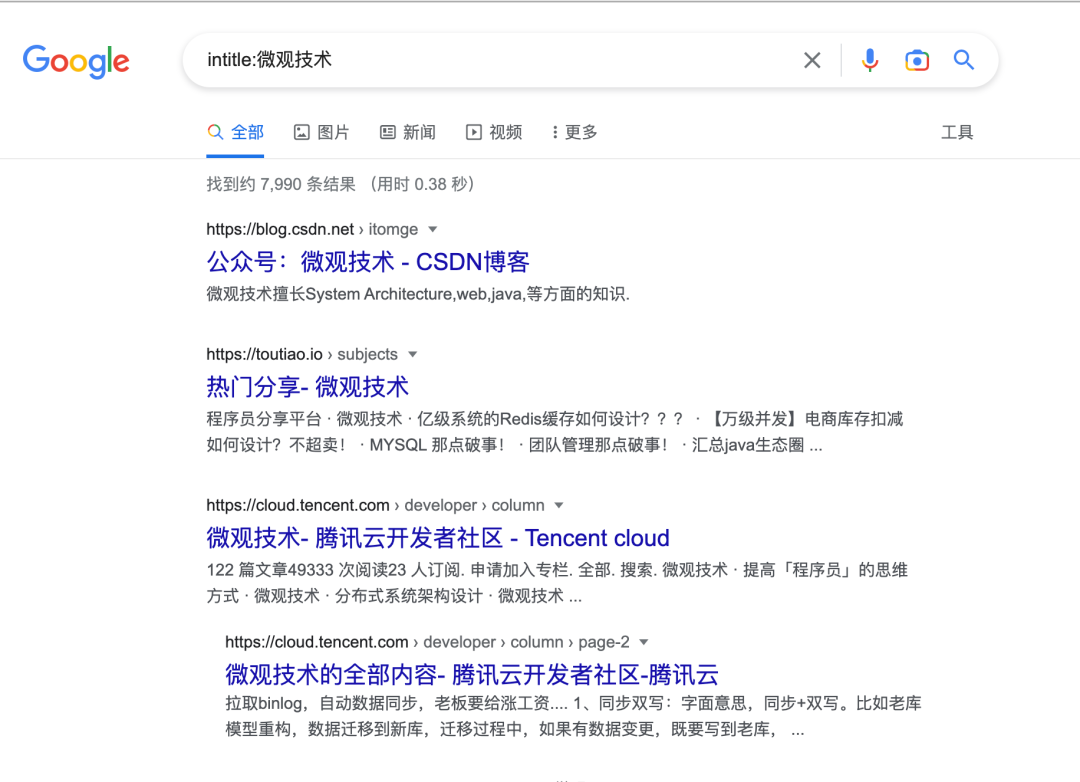 Google
intitle:微观技术
全部 图片 新闻 视频 更多 工具
找到约 7,990 条结果 （用时 0.38 秒）
https://blog.csdn.net › itomge
公众号：微观技术 - CSDN博客
微观技术擅长System Architecture,web,java,等方面的知识.
https://toutiao.io › subjects
热门分享- 微观技术
程序员分享平台 · 微观技术 · 亿级系统的Redis缓存如何设计？？？ · 【万级并发】电商库存扣减
如何设计？不超卖！ · MYSQL 那点破事！ · 团队管理那点破事！ · 汇总java生态圈 ...
https://cloud.tencent.com › developer › column
微观技术- 腾讯云开发者社区 - Tencent cloud
122 篇文章49333 次阅读23 人订阅. 申请加入专栏. 全部. 搜索. 微观技术 · 提高「程序员」的思维
方式 · 微观技术 · 分布式系统架构设计 · 微观技术 ...
https://cloud.tencent.com › developer › column › page-2
微观技术的全部内容- 腾讯云开发者社区-腾讯云
拉取binlog，自动数据同步，老板要给涨工资.... 1、同步双写：字面意思，同步+双写。比如老库
模型重构，数据迁移到新库，迁移过程中，如果有数据变更，既要写到老库， ...